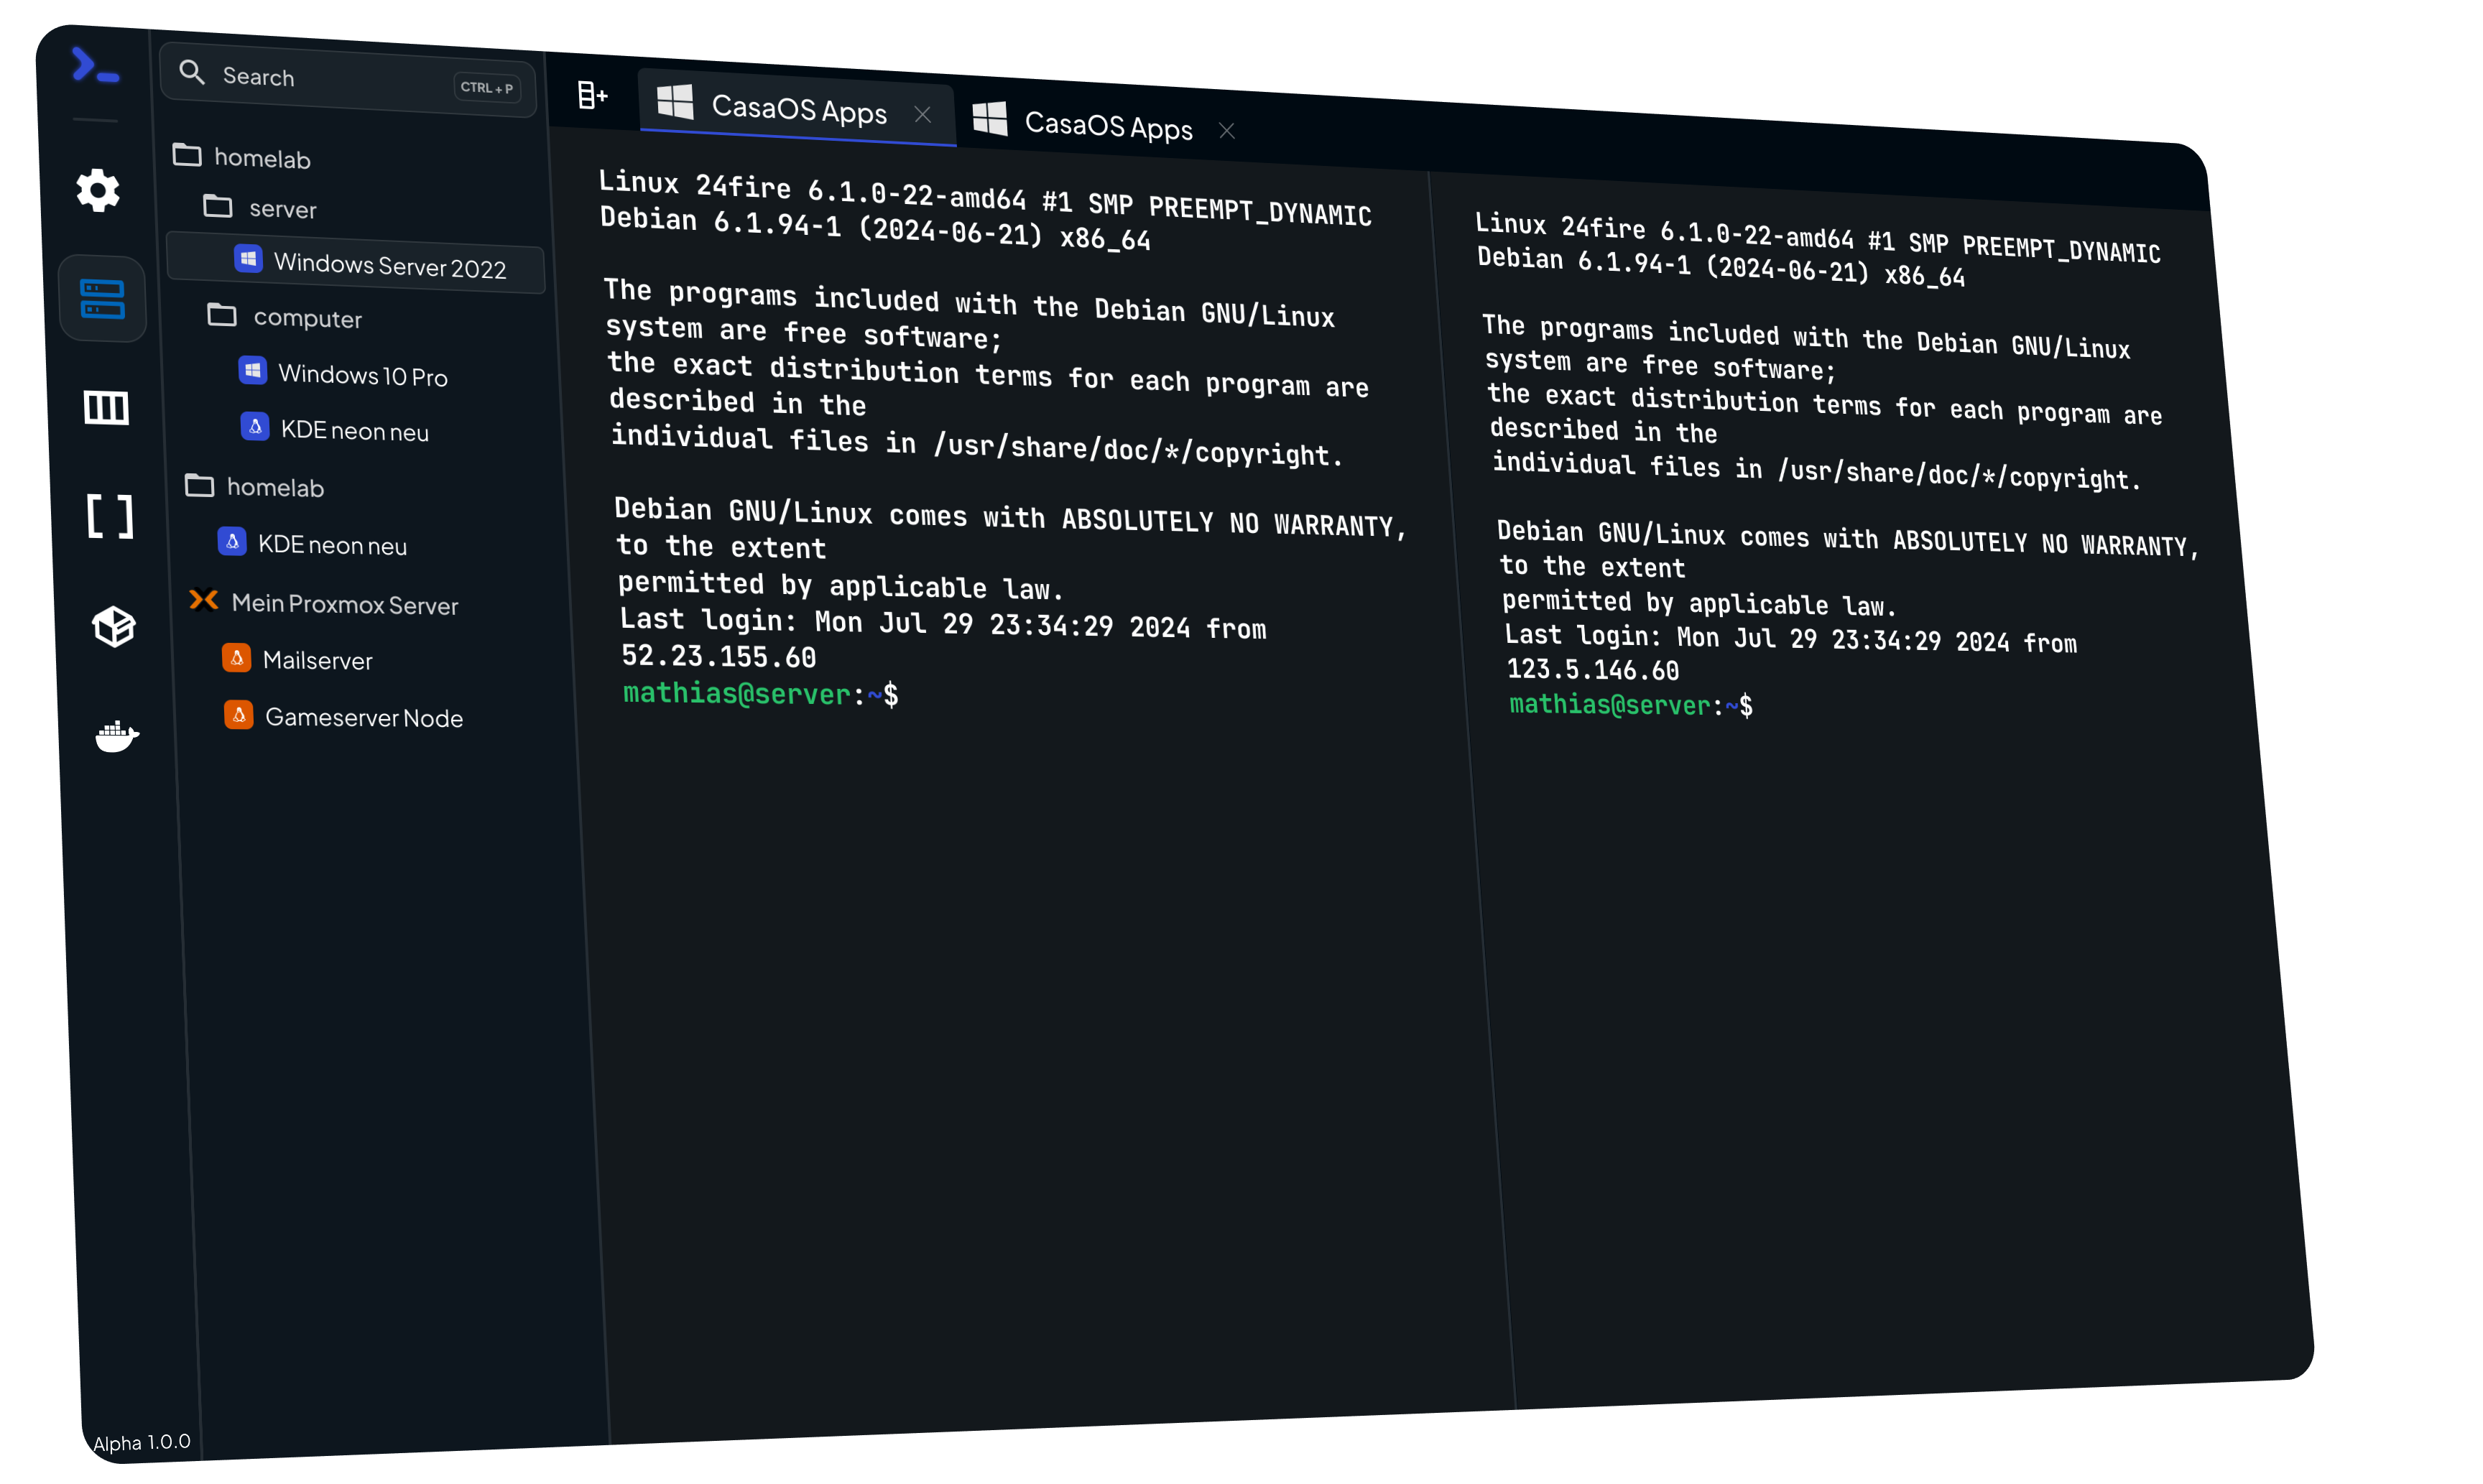 Search
CTRL + P
homelab
server
Windows Server 2022
computer
Windows 10 Pro
KDE neon neu
homelab
KDE neon neu
Mein Proxmox Server
Mailserver
Gameserver Node
Alpha 1.0.0
CasaOS Apps
CasaOS Apps
Linux 24fire 6.1.0-22-amd64 #1 SMP PREEMPT_DYNAMIC
Debian 6.1.94-1 (2024-06-21) x86_64
The programs included with the Debian GNU/Linux
system are free software;
the exact distribution terms for each program are
described in the
individual files in /usr/share/doc/*/copyright.
Debian GNU/Linux comes with ABSOLUTELY NO WARRANTY,
to the extent
permitted by applicable law.
Last login: Mon Jul 29 23:34:29 2024 from
52.23.155.60
mathias@server:~$
Linux 24fire 6.1.0-22-amd64 #1 SMP PREEMPT_DYNAMIC
Debian 6.1.94-1 (2024-06-21) x86_64
The programs included with the Debian GNU/Linux
system are free software;
the exact distribution terms for each program are
described in the
individual files in /usr/share/doc/*/copyright.
Debian GNU/Linux comes with ABSOLUTELY NO WARRANTY,
to the extent
permitted by applicable law.
Last login: Mon Jul 29 23:34:29 2024 from
123.5.146.60
mathias@server:~$